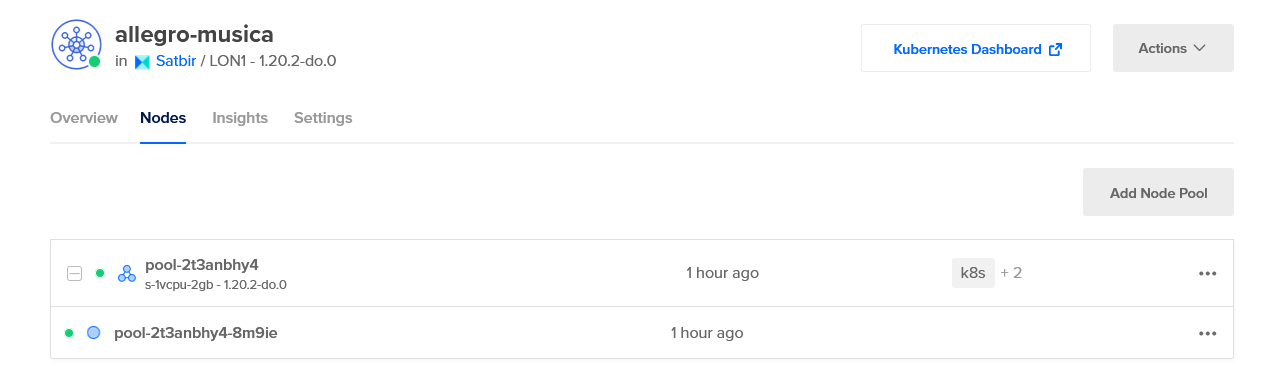 allegro-musica
in Satbir / LON1 - 1.20.2-do.0
Kubernetes Dashboard
Actions
Overview Nodes Insights Settings
Add Node Pool
pool-2t3anbhy4
s-1vcpu-2gb - 1.20.2-do.0
1 hour ago
k8s + 2
pool-2t3anbhy4-8m9ie
1 hour ago